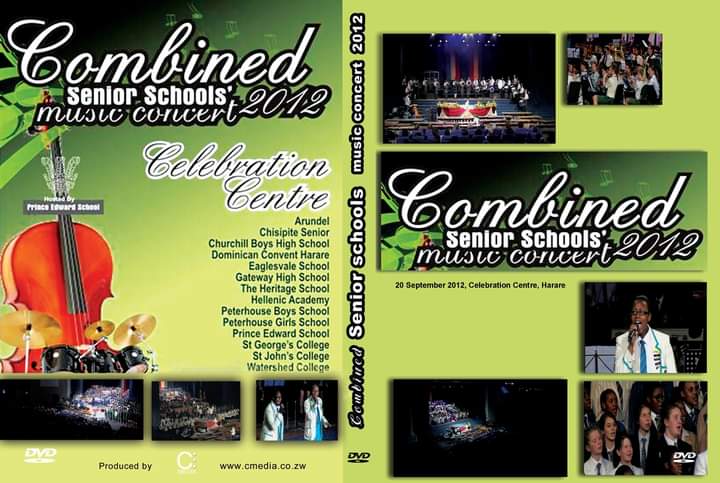 Combined
Senior Schools'
music concert 2012
Celebration
Centre
Hosted By
Prince Edward School
Arundel
Chisipite Senior
Churchill Boys High School
Dominican Convent Harare
Eaglesvale School
Gateway High School
The Heritage School
Hellenic Academy
Peterhouse Boys School
Peterhouse Girls School
Prince Edward School
St George's College
St John's College
Watershed College
DVD
Produced by
www.cmedia.co.zw
Combined Senior schools music concert 2012
DVD
Combined
Senior Schools'
music concert 2012
20 September 2012, Celebration Centre, Harare
DVD